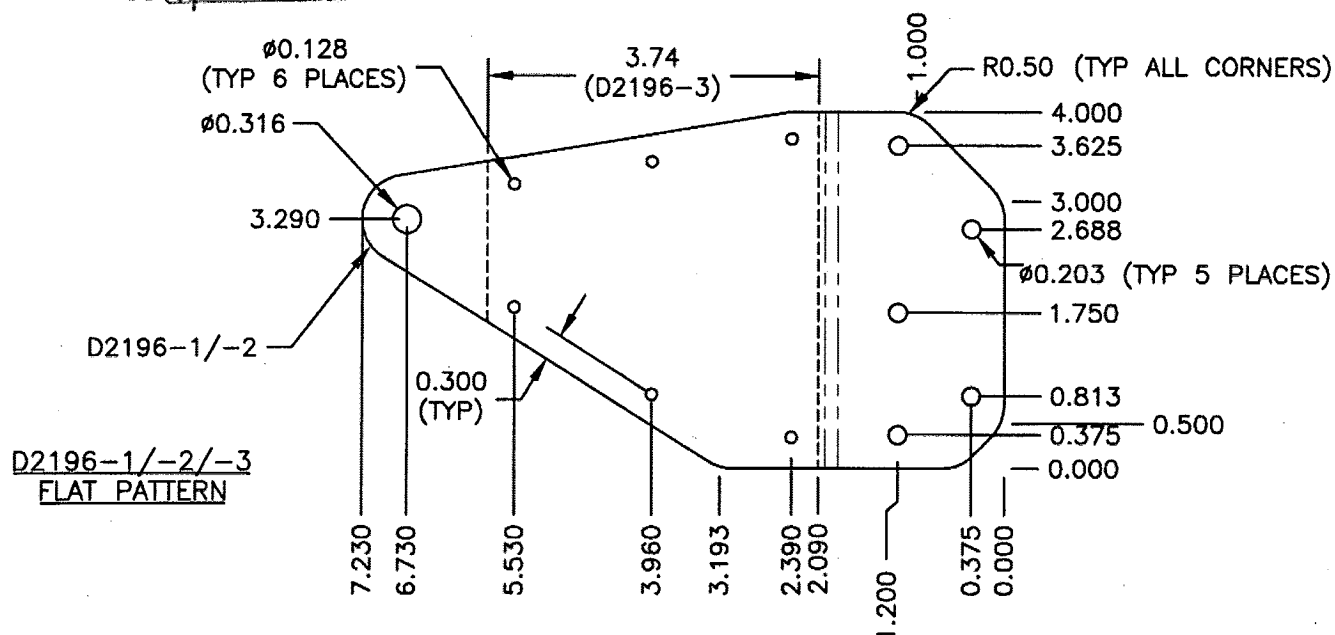 ø0.128
(TYP 6 PLACES)
3.74
(D2196-3)
1.000
R0.50 (TYP ALL CORNERS)
ø0.316
4.000
3.625
3.290
3.000
2.688
ø0.203 (TYP 5 PLACES)
1.750
D2196-1/-2
0.300
(TYP)
0.813
0.375
0.500
0.000
D2196-1/-2/-3
FLAT PATTERN
7.230
6.730
5.530
3.960
3.193
2.390
2.090
1.200
0.375
0.000